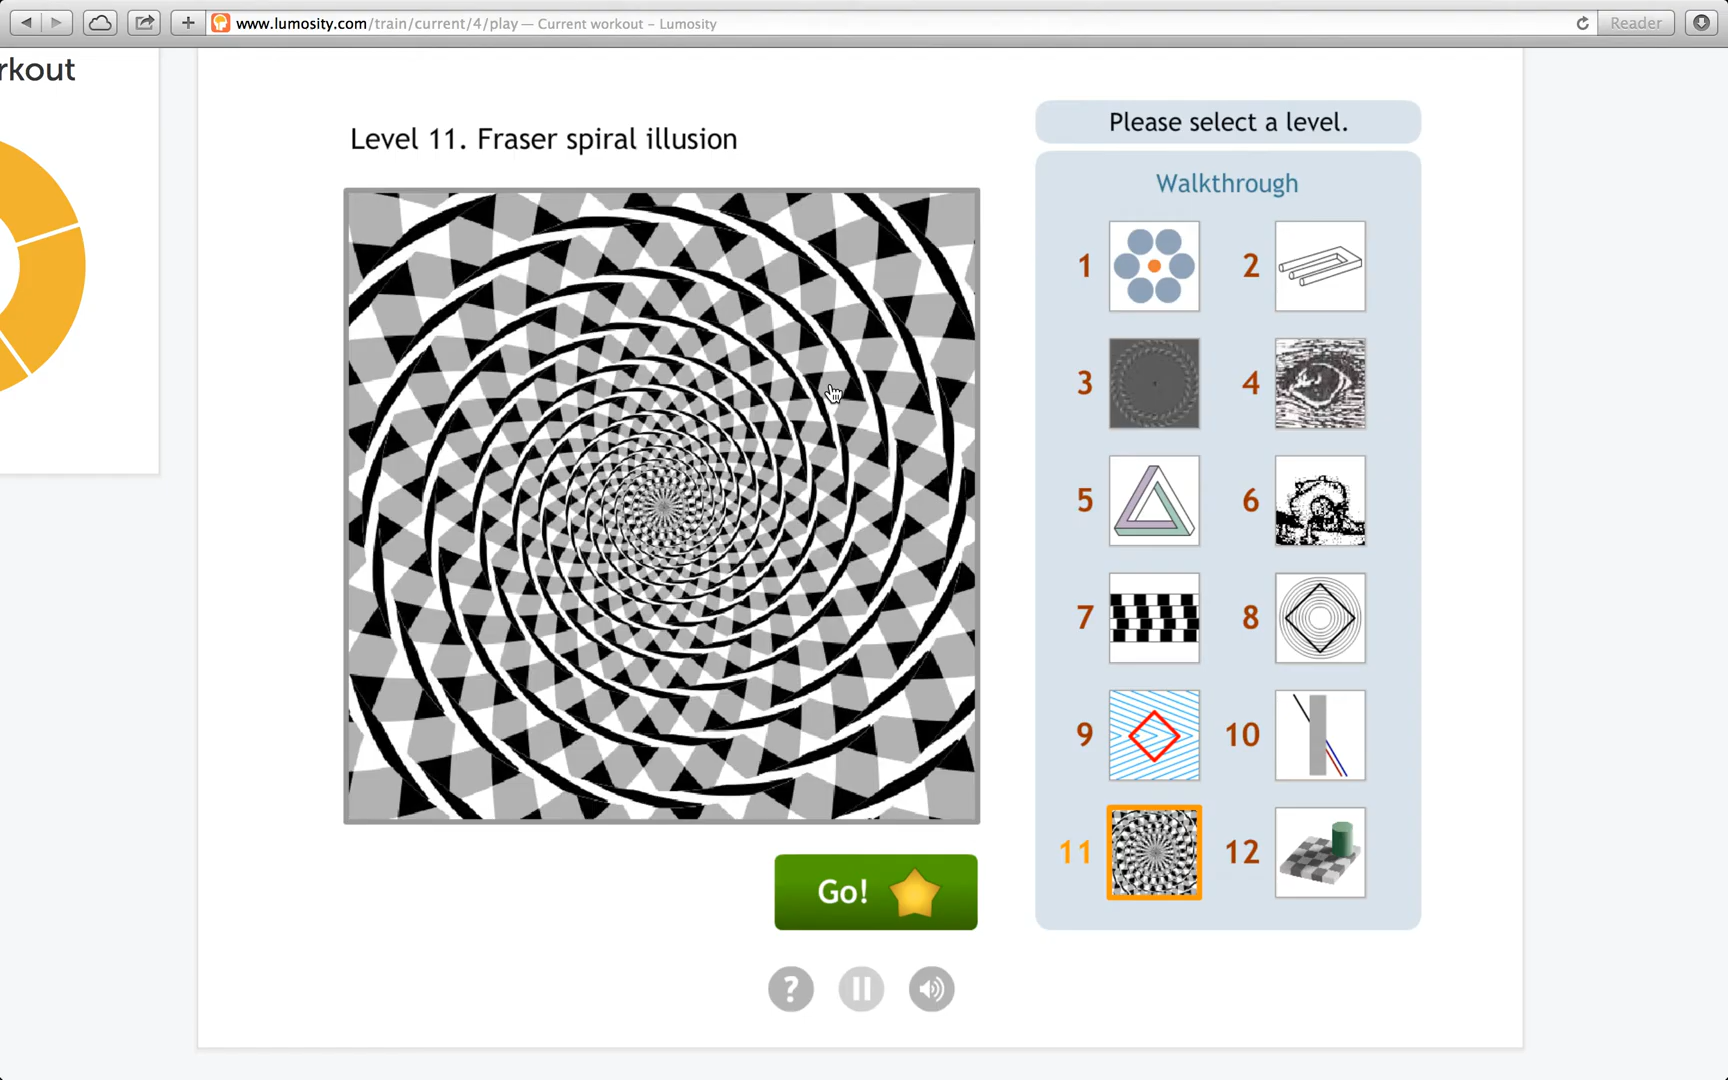 www.lumosity.com/train/current/4/play — Current workout – Lumosity
Reader
rkout
Level 11. Fraser spiral illusion
Please select a level.
Walkthrough
1
2
3
4
5
6
7
8
9
10
11
12
Go!
?